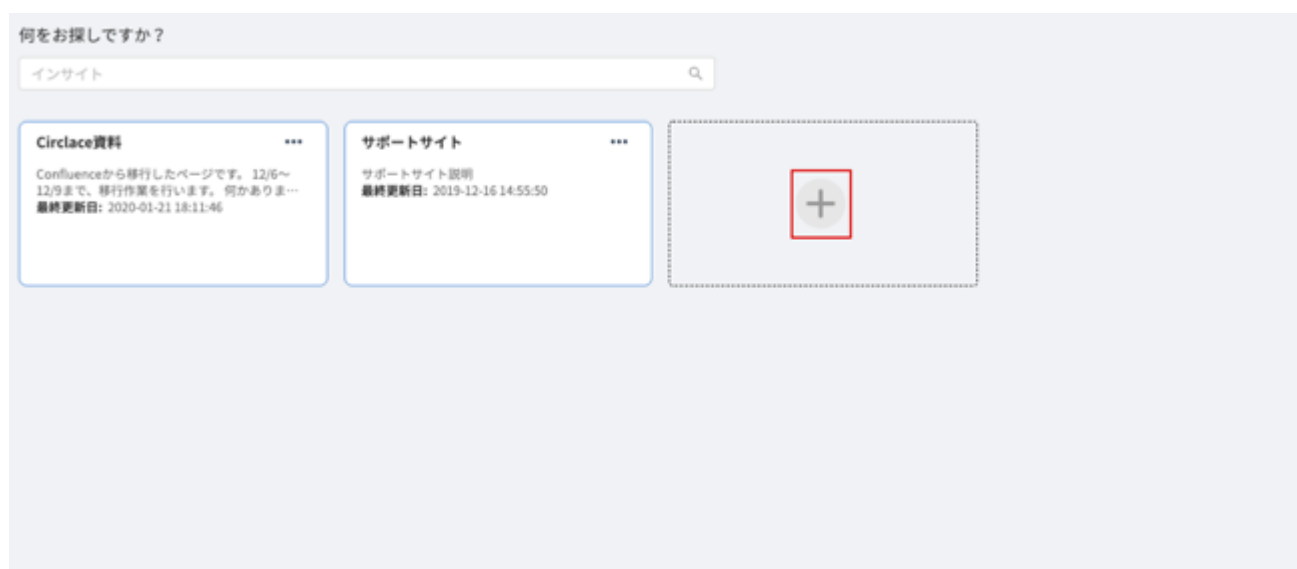 何をお探しですか？
インサイト
Circlace資料
Confluenceから移行したページです。 12/6〜
12/9まで、移行作業を行います。 何かありま…
最終更新日: 2020-01-21 18:11:46
サポートサイト
サポートサイト説明
最終更新日: 2019-12-16 14:55:50